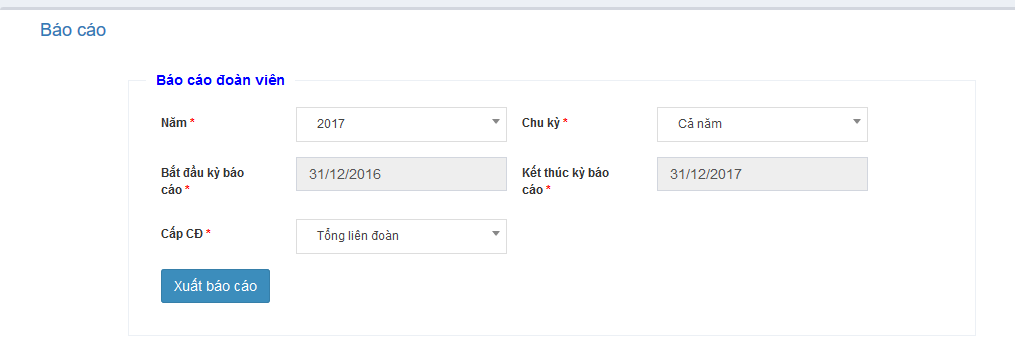 Báo cáo
Báo cáo đoàn viên
Năm * 2017 Chu kỳ * Cả năm
Bắt đầu kỳ báo cáo * 31/12/2016 Kết thúc kỳ báo cáo * 31/12/2017
Cấp CĐ * Tổng liên đoàn
Xuất báo cáo